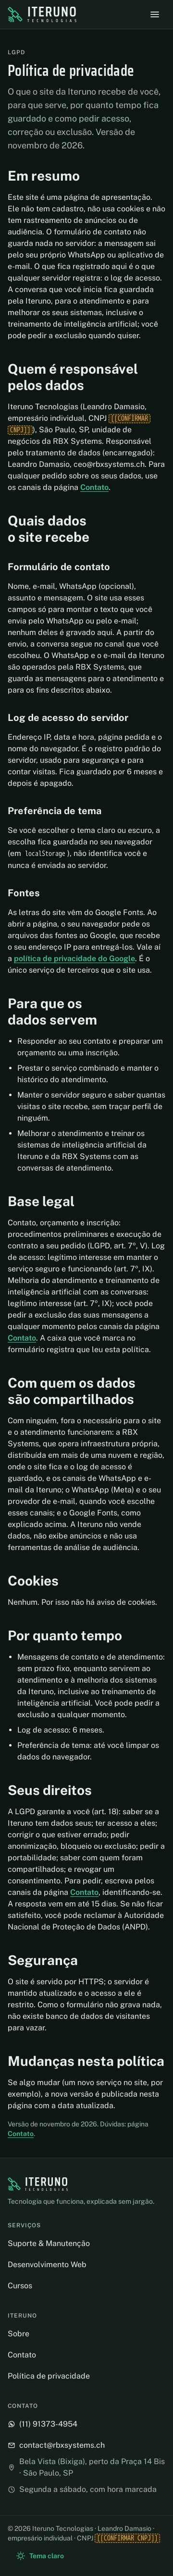 ITERUNO
TECNOLOGIAS
LGPD
Política de privacidade
O que o site da Iteruno recebe de você,
para que serve, por quanto tempo fica
guardado e como pedir acesso,
correção ou exclusão. Versão de
novembro de 2026.
Em resumo
Este site é uma página de apresentação.
Ele não tem cadastro, não usa cookies e não
tem rastreamento de anúncio ou de
audiência. O formulário de contato não
guarda nada no servidor: a mensagem sai
pelo seu próprio WhatsApp ou aplicativo de
e-mail. O que fica registrado aqui é o que
qualquer servidor registra: o log de acesso.
A conversa que você inicia fica guardada
pela Iteruno, para o atendimento e para
melhorar os seus sistemas, inclusive o
treinamento de inteligência artificial; você
pode pedir a exclusão quando quiser.
Quem é responsável
pelos dados
Iteruno Tecnologias (Leandro Damasio,
empresário individual, CNPJ [[CONFIRMAR
CNPJ]]), São Paulo, SP, unidade de
negócios da RBX Systems. Responsável
pelo tratamento de dados (encarregado):
Leandro Damasio, ceo@rbxsystems.ch. Para
qualquer pedido sobre os seus dados, use
os canais da página Contato.
Quais dados
o site recebe
Formulário de contato
Nome, e-mail, WhatsApp (opcional),
assunto e mensagem. O site usa esses
campos só para montar o texto que você
envia pelo WhatsApp ou pelo e-mail;
nenhum deles é gravado aqui. A partir do
envio, a conversa segue no canal que você
escolheu. O WhatsApp e o e-mail da Iteruno
são operados pela RBX Systems, que
guarda as mensagens para o atendimento e
para os fins descritos abaixo.
Log de acesso do servidor
Endereço IP, data e hora, página pedida e o
nome do navegador. É o registro padrão do
servidor, usado para segurança e para
contar visitas. Fica guardado por 6 meses e
depois é apagado.
Preferência de tema
Se você escolher o tema claro ou escuro, a
escolha fica guardada no seu navegador
(em localStorage), não identifica você e
nunca é enviada ao servidor.
Fontes
As letras do site vêm do Google Fonts. Ao
abrir a página, o seu navegador pede os
arquivos das fontes ao Google, que recebe
o seu endereço IP para entregá-los. Vale aí
a política de privacidade do Google. É o
único serviço de terceiros que o site usa.
Para que os
dados servem
• Responder ao seu contato e preparar um
orçamento ou uma inscrição.
• Prestar o serviço combinado e manter o
histórico do atendimento.
• Manter o servidor seguro e saber quantas
visitas o site recebe, sem traçar perfil de
ninguém.
• Melhorar o atendimento e treinar os
sistemas de inteligência artificial da
Iteruno e da RBX Systems com as
conversas de atendimento.
Base legal
Contato, orçamento e inscrição:
procedimentos preliminares e execução de
contrato a seu pedido (LGPD, art. 7º, V). Log
de acesso: legítimo interesse em manter o
serviço seguro e funcionando (art. 7º, IX).
Melhoria do atendimento e treinamento de
inteligência artificial com as conversas:
legítimo interesse (art. 7º, IX); você pode
pedir a exclusão das suas mensagens a
qualquer momento pelos canais da página
Contato. A caixa que você marca no
formulário registra que leu esta política.
Com quem os dados
são compartilhados
Com ninguém, fora o necessário para o site
e o atendimento funcionarem: a RBX
Systems, que opera infraestrutura própria,
distribuída em mais de uma nuvem e região,
onde o site fica e o log de acesso é
guardado, e os canais de WhatsApp e e-
mail da Iteruno; o WhatsApp (Meta) e o seu
provedor de e-mail, quando você escolhe
esses canais; e o Google Fonts, como
explicado acima. A Iteruno não vende
dados, não exibe anúncios e não usa
ferramentas de análise de audiência.
Cookies
Nenhum. Por isso não há aviso de cookies.
Por quanto tempo
• Mensagens de contato e de atendimento:
sem prazo fixo, enquanto servirem ao
atendimento e à melhoria dos sistemas
da Iteruno, inclusive ao treinamento de
inteligência artificial. Você pode pedir a
exclusão a qualquer momento.
• Log de acesso: 6 meses.
• Preferência de tema: até você limpar os
dados do navegador.
Seus direitos
A LGPD garante a você (art. 18): saber se a
Iteruno tem dados seus; ter acesso a eles;
corrigir o que estiver errado; pedir
anonimização, bloqueio ou exclusão; pedir a
portabilidade; saber com quem foram
compartilhados; e revogar um
consentimento. Para pedir, escreva pelos
canais da página Contato, identificando-se.
A resposta vem em até 15 dias. Se não ficar
satisfeito, você pode reclamar à Autoridade
Nacional de Proteção de Dados (ANPD).
Segurança
O site é servido por HTTPS; o servidor é
mantido atualizado e o acesso a ele é
restrito. Como o formulário não grava nada,
não existe banco de dados de visitantes
para vazar.
Mudanças nesta política
Se algo mudar (um novo serviço no site, por
exemplo), a nova versão é publicada nesta
página com a data atualizada.
Versão de novembro de 2026. Dúvidas: página
Contato.
ITERUNO
TECNOLOGIAS
Tecnologia que funciona, explicada sem jargão.
SERVIÇOS
Suporte & Manutenção
Desenvolvimento Web
Cursos
ITERUNO
Sobre
Contato
Política de privacidade
CONTATO
(11) 91373-4954
contact@rbxsystems.ch
Bela Vista (Bixiga), perto da Praça 14 Bis
· São Paulo, SP
Segunda a sábado, com hora marcada
© 2026 Iteruno Tecnologias · Leandro Damasio ·
empresário individual · CNPJ [[CONFIRMAR CNPJ]]
Tema claro